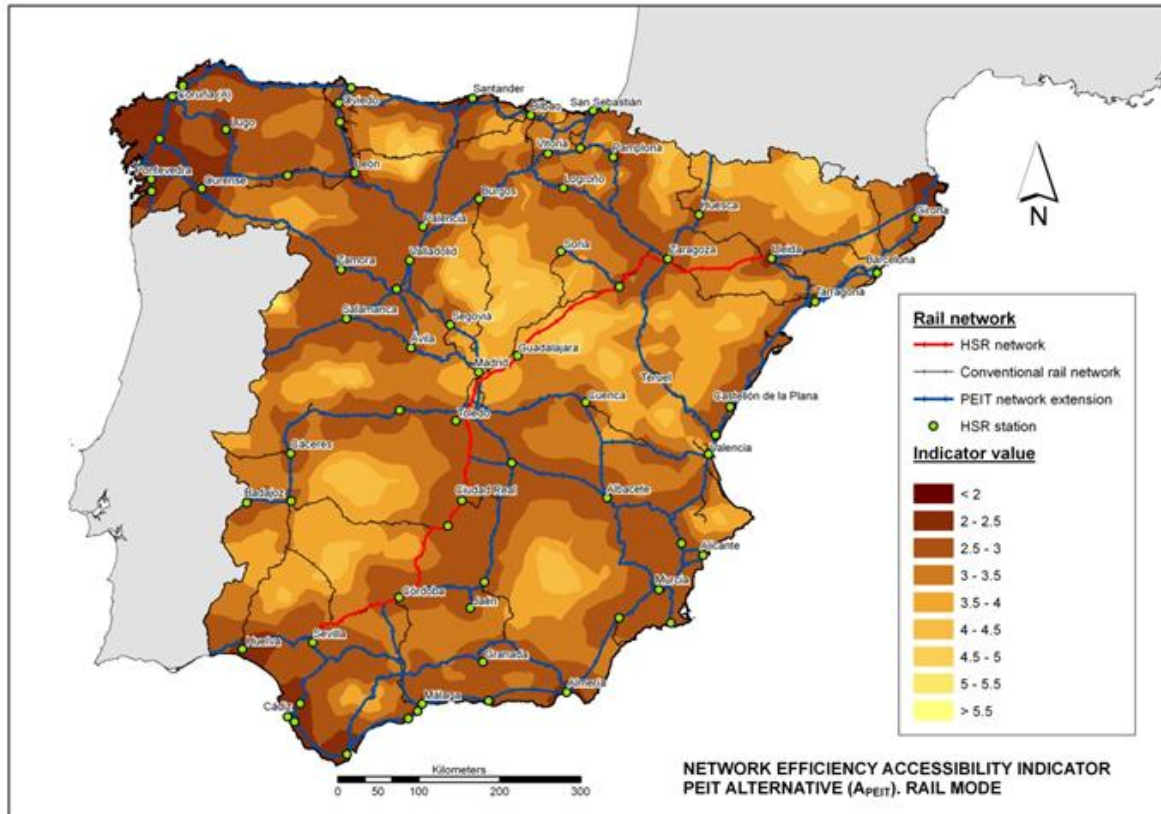 Coruña (A)
Lugo
Oviedo
Santander
Bilbao
San Sebastián
Vitoria
Pamplona
Pontevedra
Ourense
León
Burgos
Logroño
Huesca
Girona
Palencia
Valladolid
Soria
Zaragoza
Lleida
Barcelona
Zamora
Tarragona
Salamanca
Segovia
Ávila
Guadalajara
Madrid
Teruel
Castellón de la Plana
Toledo
Cuenca
Cáceres
Valencia
Badajoz
Ciudad Real
Albacete
Alicante
Murcia
Córdoba
Jaén
Huelva
Sevilla
Granada
Almería
Málaga
Cádiz
N
Rail network
HSR network
Conventional rail network
PEIT network extension
HSR station
Indicator value
< 2
2 - 2.5
2.5 - 3
3 - 3.5
3.5 - 4
4 - 4.5
4.5 - 5
5 - 5.5
> 5.5
Kilometers
0 50 100 200 300
NETWORK EFFICIENCY ACCESSIBILITY INDICATOR
PEIT ALTERNATIVE (APEIT). RAIL MODE